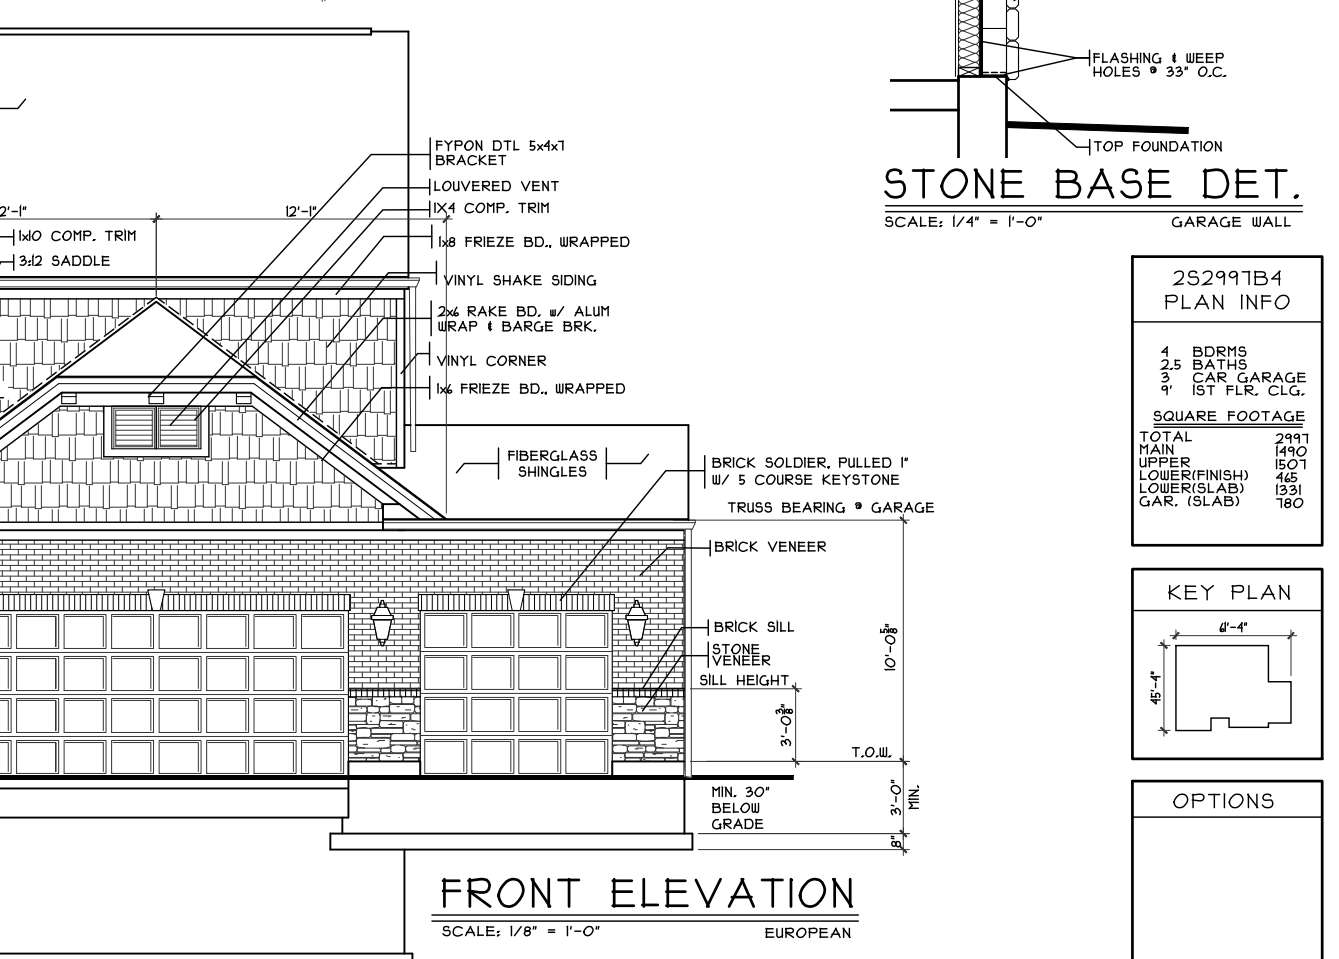 FLASHING & WEEP
HOLES @ 33" O.C.
TOP FOUNDATION
STONE BASE DET.
SCALE: 1/4" = 1'-0"
GARAGE WALL
FYPON DTL 5x4x7
BRACKET
LOUVERED VENT
1X4 COMP. TRIM
2'-1"
12'-1"
1x10 COMP. TRIM
3:12 SADDLE
1x8 FRIEZE BD., WRAPPED
VINYL SHAKE SIDING
2x6 RAKE BD. w/ ALUM
WRAP & BARGE BRK.
VINYL CORNER
1x6 FRIEZE BD., WRAPPED
FIBERGLASS
SHINGLES
BRICK SOLDIER, PULLED 1"
W/ 5 COURSE KEYSTONE
TRUSS BEARING @ GARAGE
BRICK VENEER
BRICK SILL
STONE
VENEER
SILL HEIGHT
10'-0 5/8"
3'-0 3/8"
T.O.W.
MIN. 30"
BELOW
GRADE
3'-0"
MIN.
8"
FRONT ELEVATION
SCALE: 1/8" = 1'-0"
EUROPEAN
2S2997B4
PLAN INFO
4 BDRMS
2.5 BATHS
3 CAR GARAGE
9' 1ST FLR. CLG.
SQUARE FOOTAGE
TOTAL 2997
MAIN 1490
UPPER 1507
LOWER(FINISH) 465
LOWER(SLAB) 1331
GAR. (SLAB) 780
KEY PLAN
61'-4"
45'-4"
OPTIONS